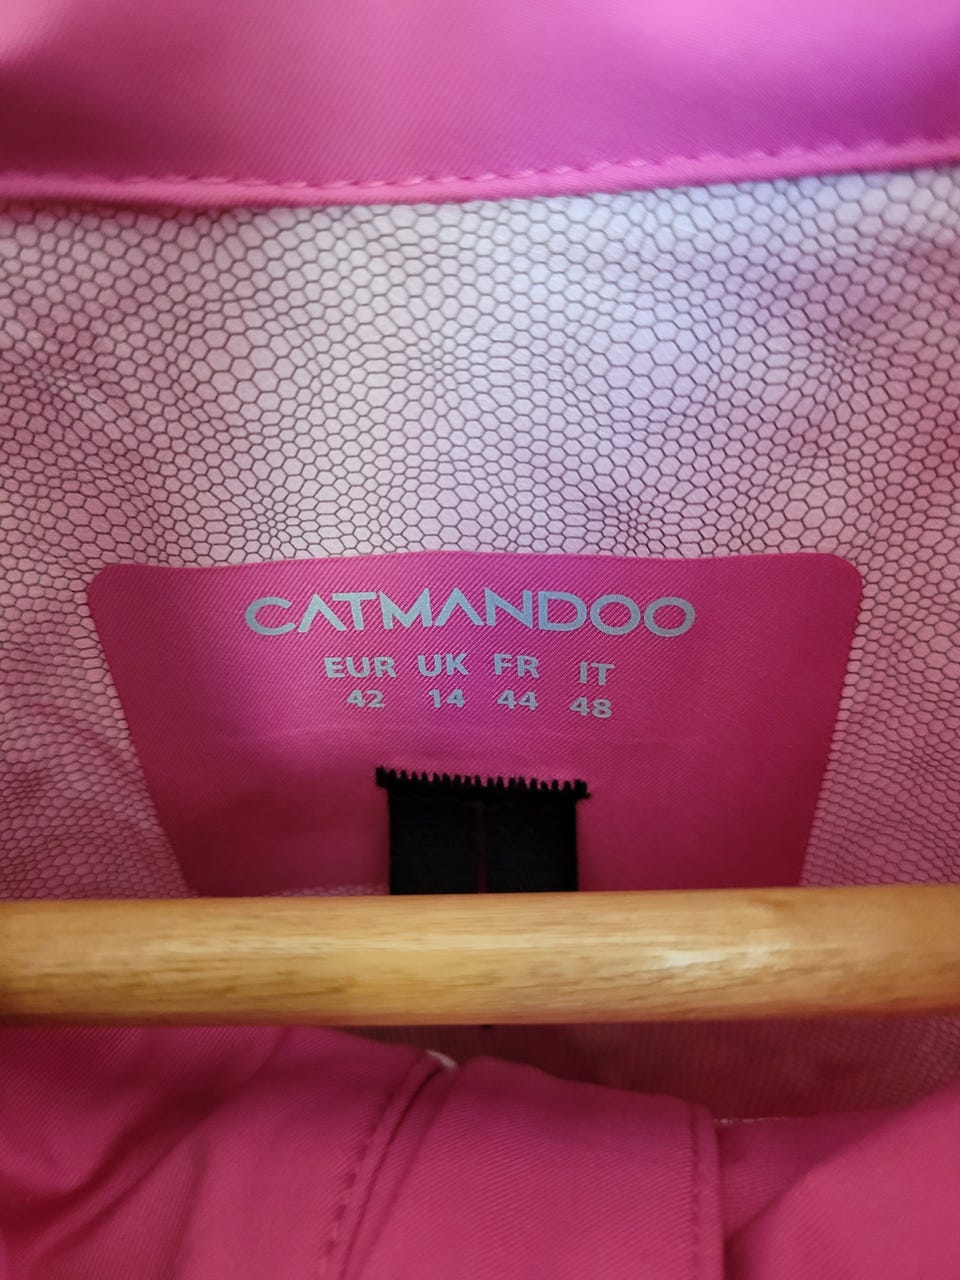 CATMANDOO
EUR UK FR IT
42 14 44 48